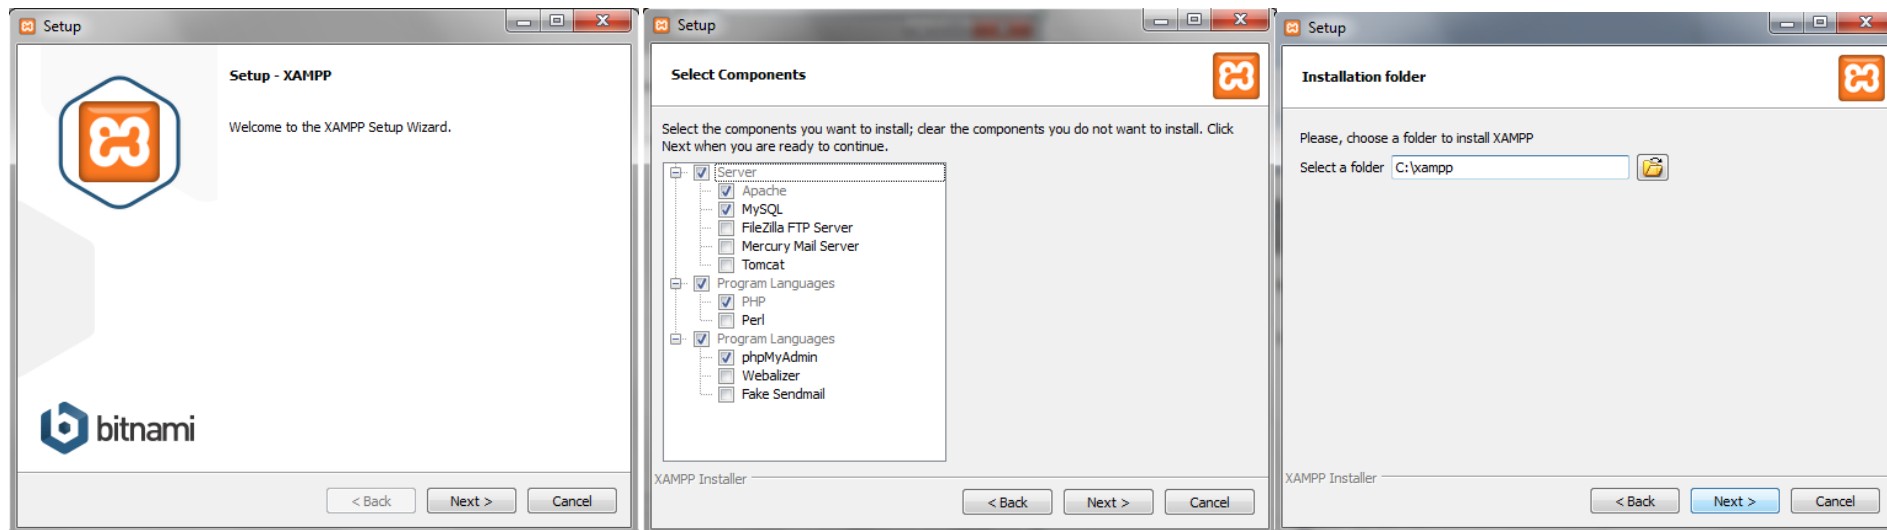 Setup
Setup - XAMPP
Welcome to the XAMPP Setup Wizard.
bitnami
< Back
Next >
Cancel
Setup
Select Components
Select the components you want to install; clear the components you do not want to install. Click
Next when you are ready to continue.
Server
Apache
MySQL
FileZilla FTP Server
Mercury Mail Server
Tomcat
Program Languages
PHP
Perl
Program Languages
phpMyAdmin
Webalizer
Fake Sendmail
XAMPP Installer
< Back
Next >
Cancel
Setup
Installation folder
Please, choose a folder to install XAMPP
Select a folder C:\xampp
XAMPP Installer
< Back
Next >
Cancel